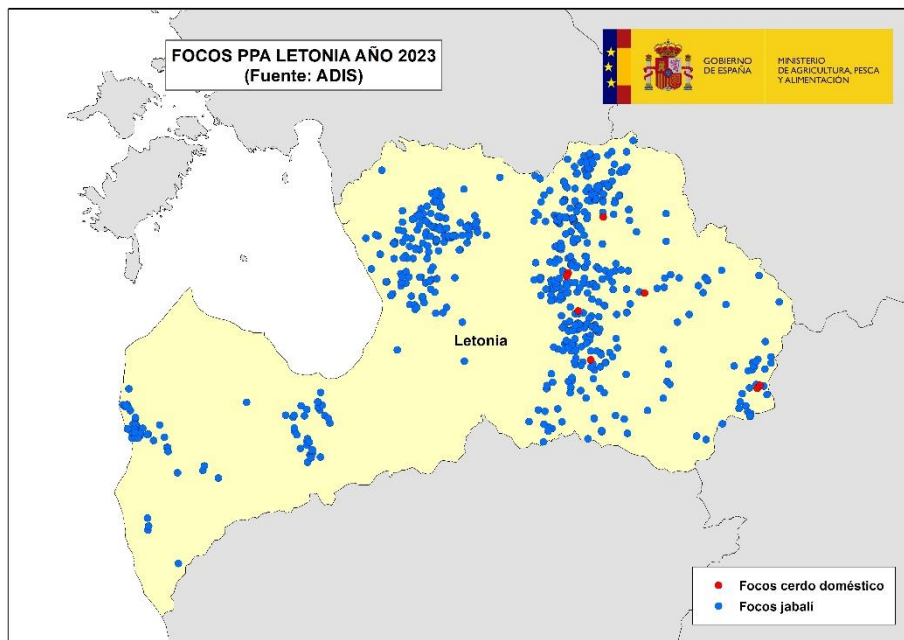 FOCOS PPA LETONIA AÑO 2023
(Fuente: ADIS)
GOBIERNO
DE ESPAÑA
MINISTERIO
DE AGRICULTURA, PESCA
Y ALIMENTACIÓN
Letonia
Focos cerdo doméstico
Focos jabalí